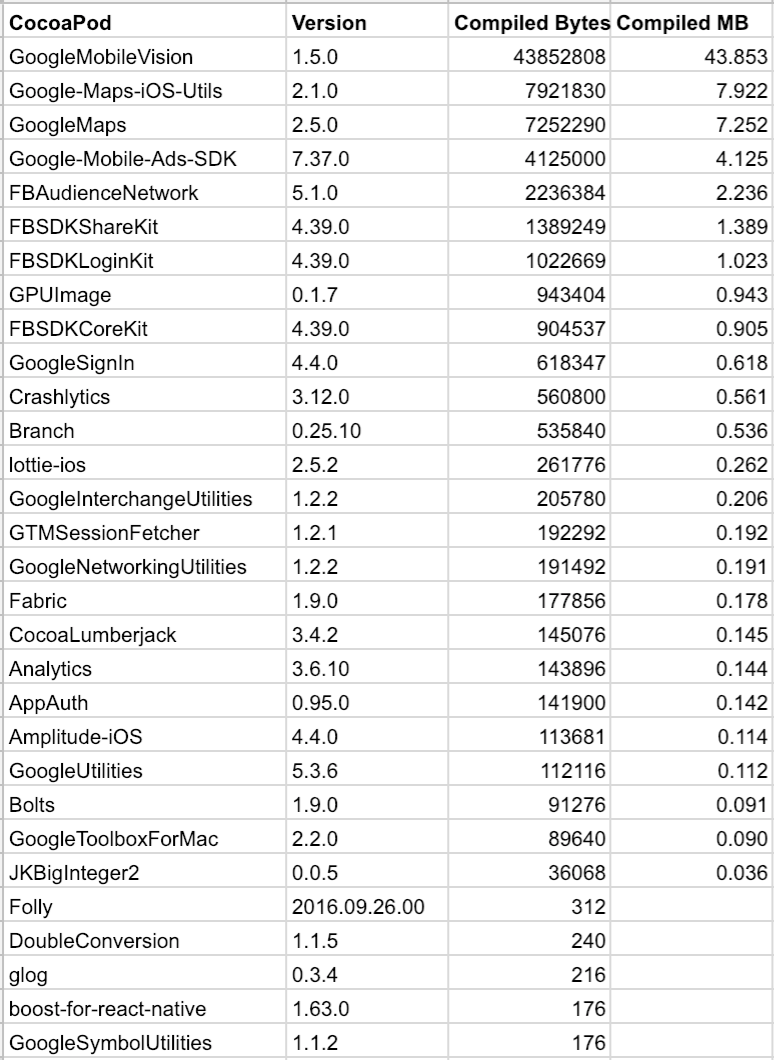 CocoaPod Version Compiled Bytes Compiled MB
GoogleMobileVision 1.5.0 43852808 43.853
Google-Maps-iOS-Utils 2.1.0 7921830 7.922
GoogleMaps 2.5.0 7252290 7.252
Google-Mobile-Ads-SDK 7.37.0 4125000 4.125
FBAudienceNetwork 5.1.0 2236384 2.236
FBSDKShareKit 4.39.0 1389249 1.389
FBSDKLoginKit 4.39.0 1022669 1.023
GPUImage 0.1.7 943404 0.943
FBSDKCoreKit 4.39.0 904537 0.905
GoogleSignIn 4.4.0 618347 0.618
Crashlytics 3.12.0 560800 0.561
Branch 0.25.10 535840 0.536
lottie-ios 2.5.2 261776 0.262
GoogleInterchangeUtilities 1.2.2 205780 0.206
GTMSessionFetcher 1.2.1 192292 0.192
GoogleNetworkingUtilities 1.2.2 191492 0.191
Fabric 1.9.0 177856 0.178
CocoaLumberjack 3.4.2 145076 0.145
Analytics 3.6.10 143896 0.144
AppAuth 0.95.0 141900 0.142
Amplitude-iOS 4.4.0 113681 0.114
GoogleUtilities 5.3.6 112116 0.112
Bolts 1.9.0 91276 0.091
GoogleToolboxForMac 2.2.0 89640 0.090
JKBigInteger2 0.0.5 36068 0.036
Folly 2016.09.26.00 312
DoubleConversion 1.1.5 240
glog 0.3.4 216
boost-for-react-native 1.63.0 176
GoogleSymbolUtilities 1.1.2 176